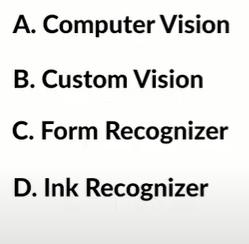 A. Computer Vision
B. Custom Vision
C. Form Recognizer
D. Ink Recognizer